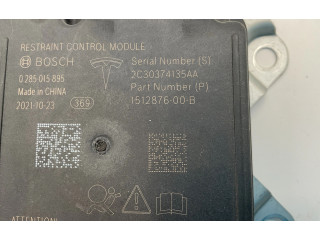 RESTRAINT CONTROL MODULE
BOSCH
Serial Number (S)
0 285 015 895
2C30374135AA
Made in CHINA
Part Number (P)
2021-10-23
369
1512876-00-B
ATTENTION!